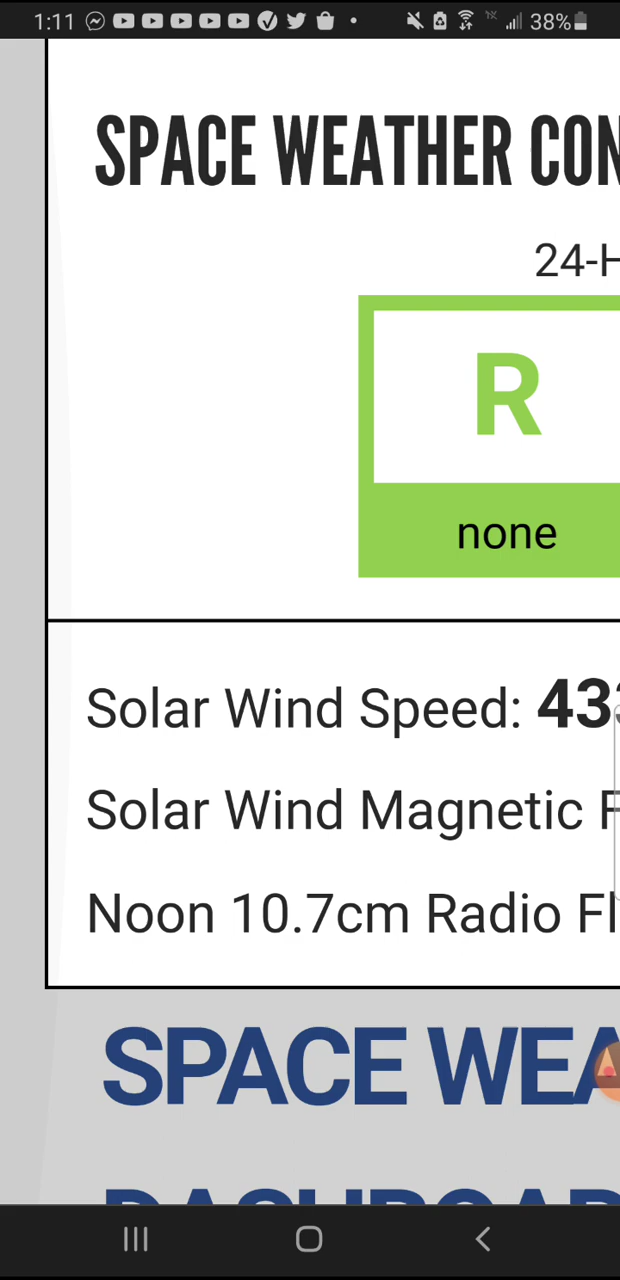 1:11 38%
SPACE WEATHER CON
24-H
R
none
Solar Wind Speed: 43
Solar Wind Magnetic F
Noon 10.7cm Radio Fl
SPACE WEA
DASHBOAR